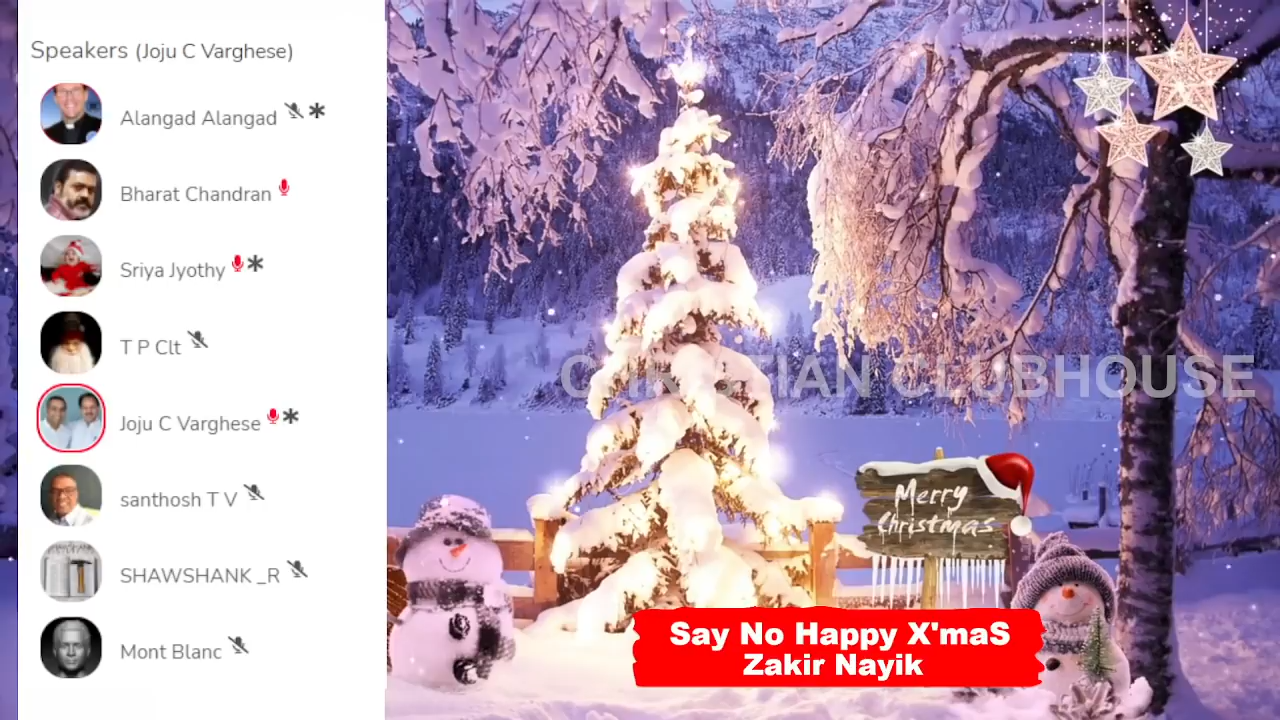 Speakers (Joju C Varghese)
Alangad Alangad
Bharat Chandran
Sriya Jyothy
T P Clt
Joju C Varghese
santhosh T V
SHAWSHANK _R
Mont Blanc
CHRISTIAN CLUBHOUSE
Merry
Christmas
Say No Happy X'maS
Zakir Nayik